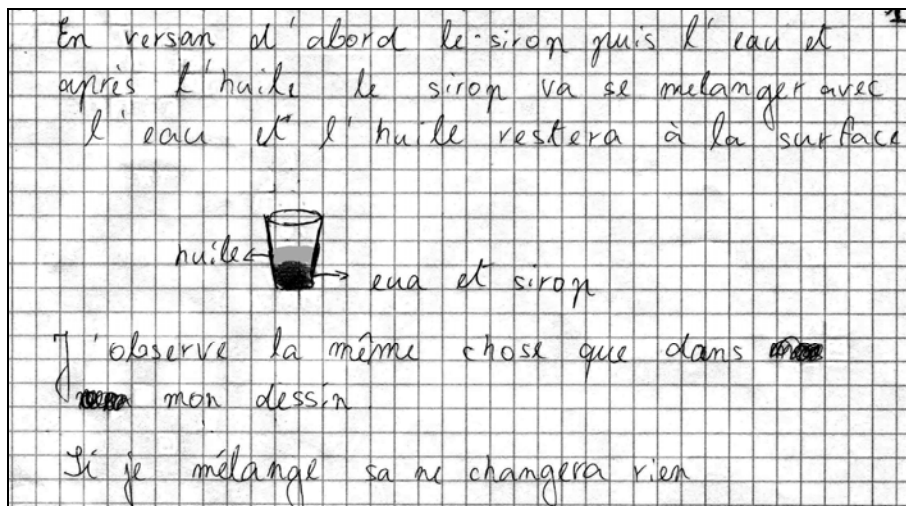 En versan d'abord le sirop puis l'eau et
après l'huile le sirop va se melanger avec
l'eau et l'huile restera à la surface
huile
eua et sirop
J'observe la même chose que dans
mon dessin.
Si je mélange sa ne changera rien